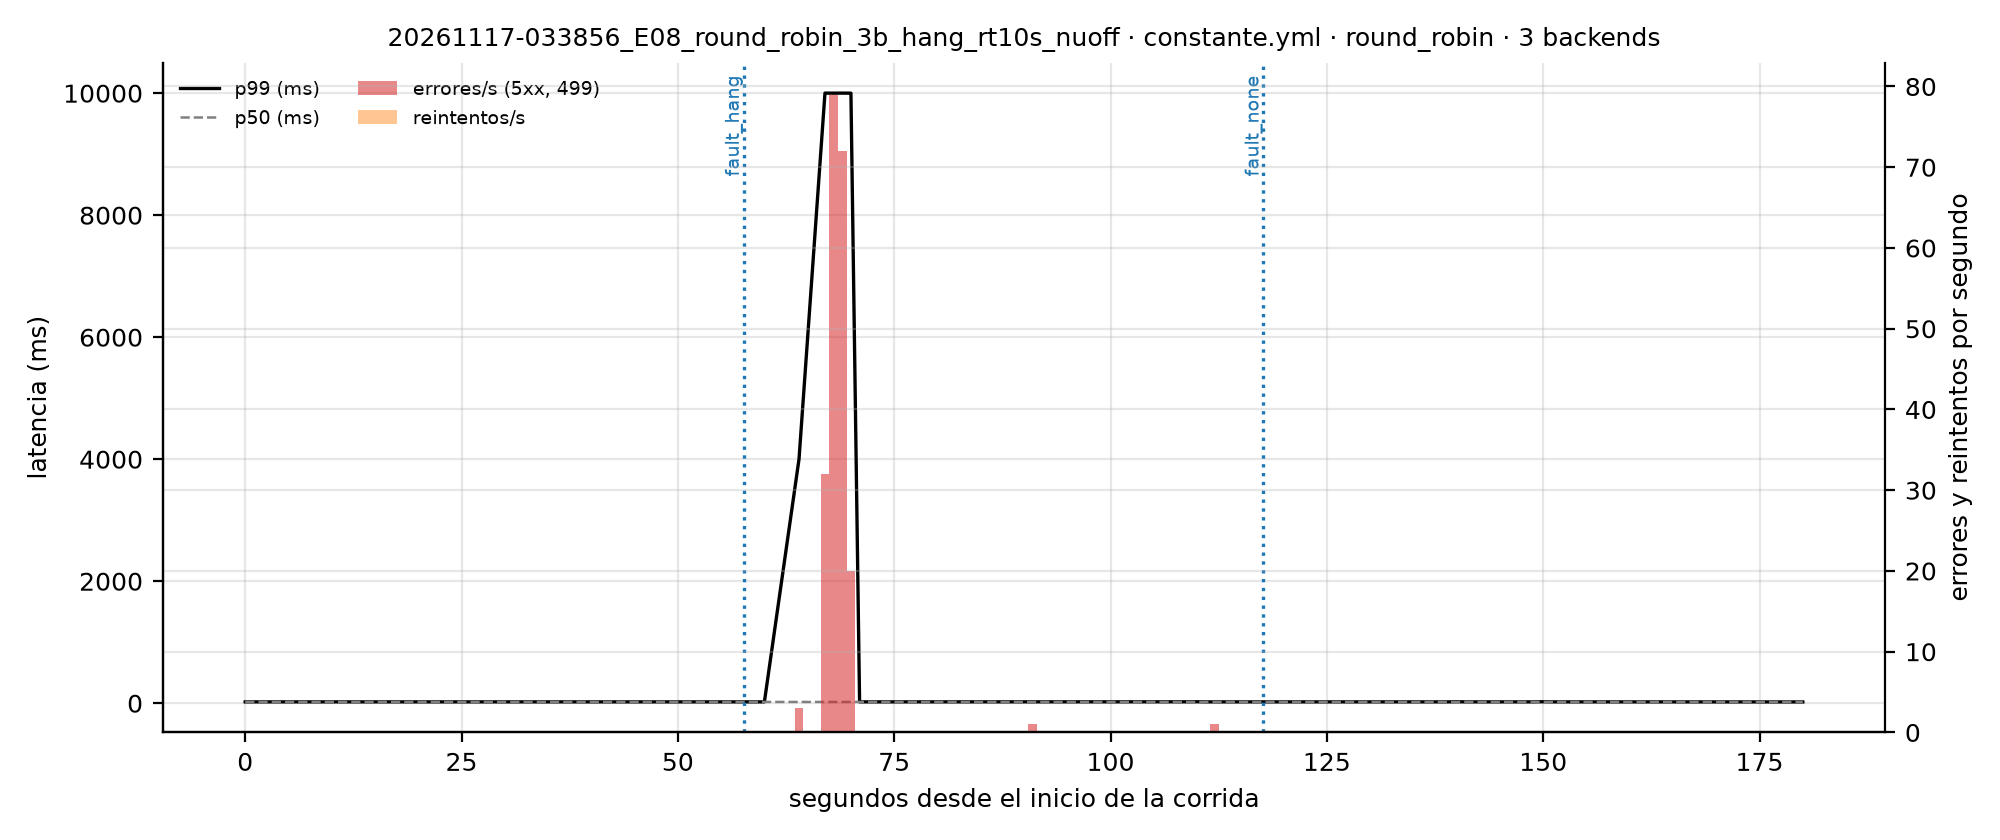 20261117-033856_E08_round_robin_3b_hang_rt10s_nuoff · constante.yml · round_robin · 3 backends
p99 (ms)
p50 (ms)
errores/s (5xx, 499)
reintentos/s
fault_hang
fault_none
latencia (ms)
10000
8000
6000
4000
2000
0
80
70
60
50
40
30
20
10
0
errores y reintentos por segundo
0 25 50 75 100 125 150 175
segundos desde el inicio de la corrida